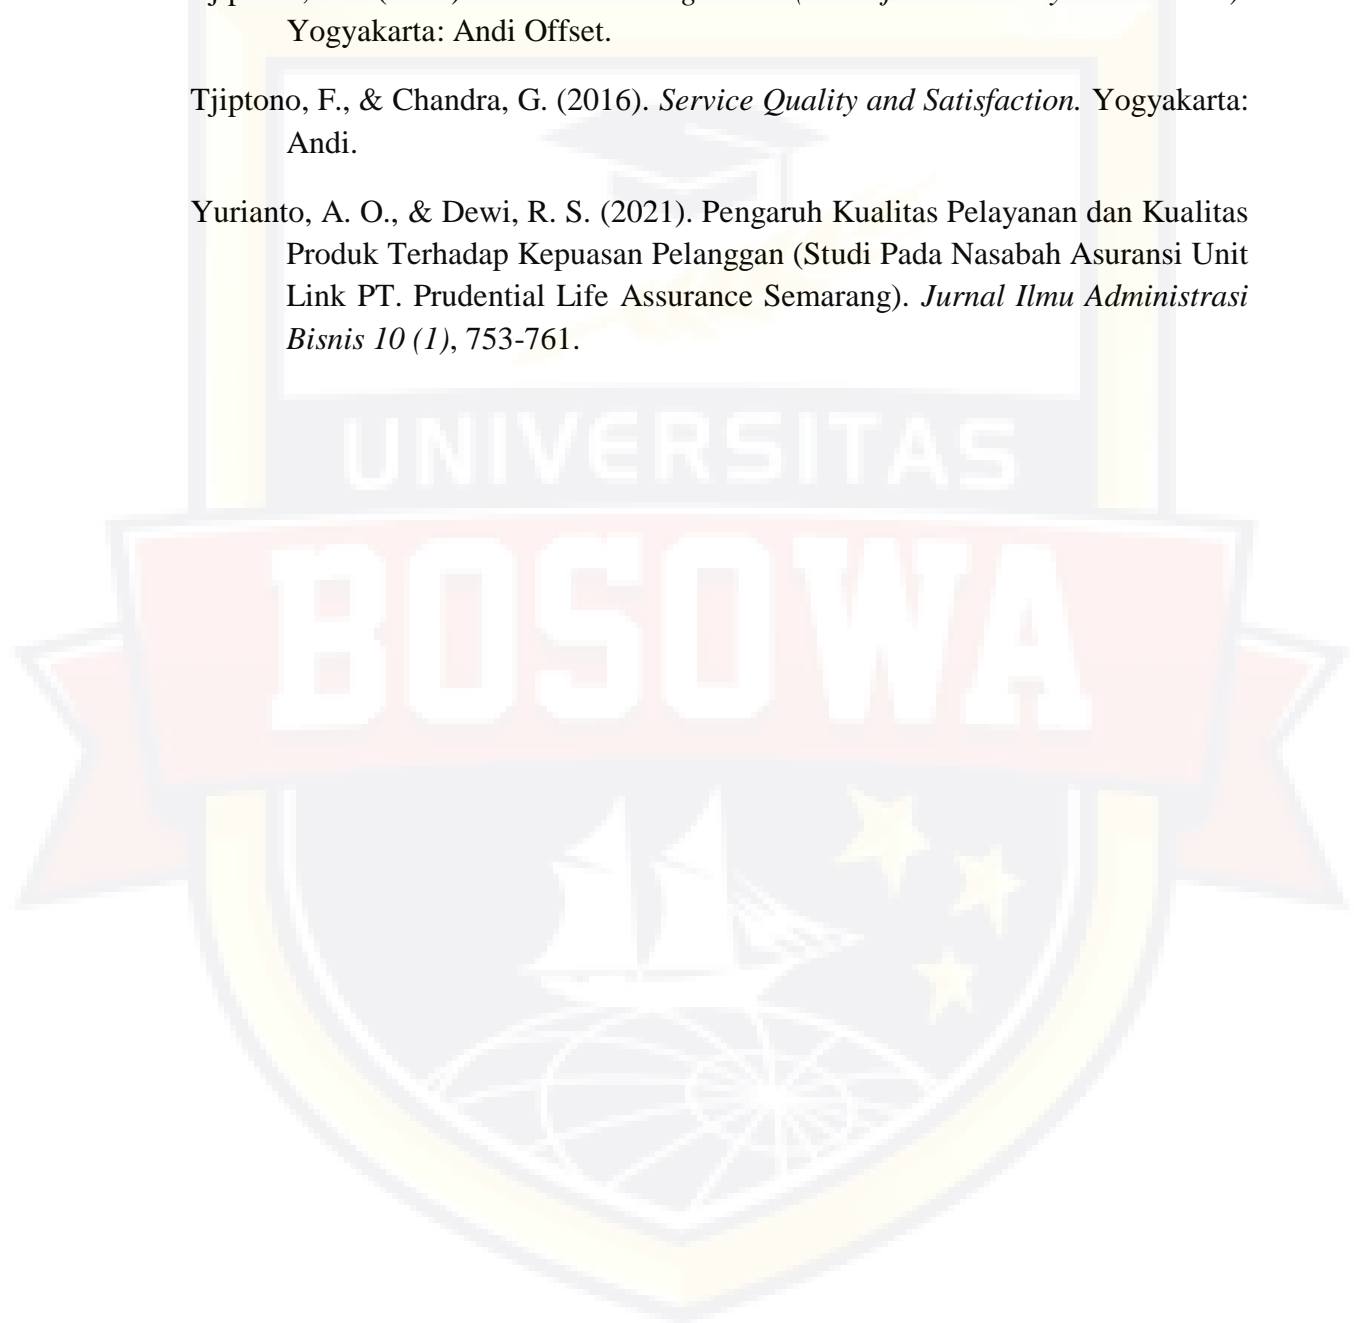 Yogyakarta: Andi Offset.
Tjiptono, F., & Chandra, G. (2016). Service Quality and Satisfaction. Yogyakarta:
Andi.
Yurianto, A. O., & Dewi, R. S. (2021). Pengaruh Kualitas Pelayanan dan Kualitas
Produk Terhadap Kepuasan Pelanggan (Studi Pada Nasabah Asuransi Unit
Link PT. Prudential Life Assurance Semarang). Jurnal Ilmu Administrasi
Bisnis 10 (1), 753-761.
UNIVERSITAS
BOSOWA